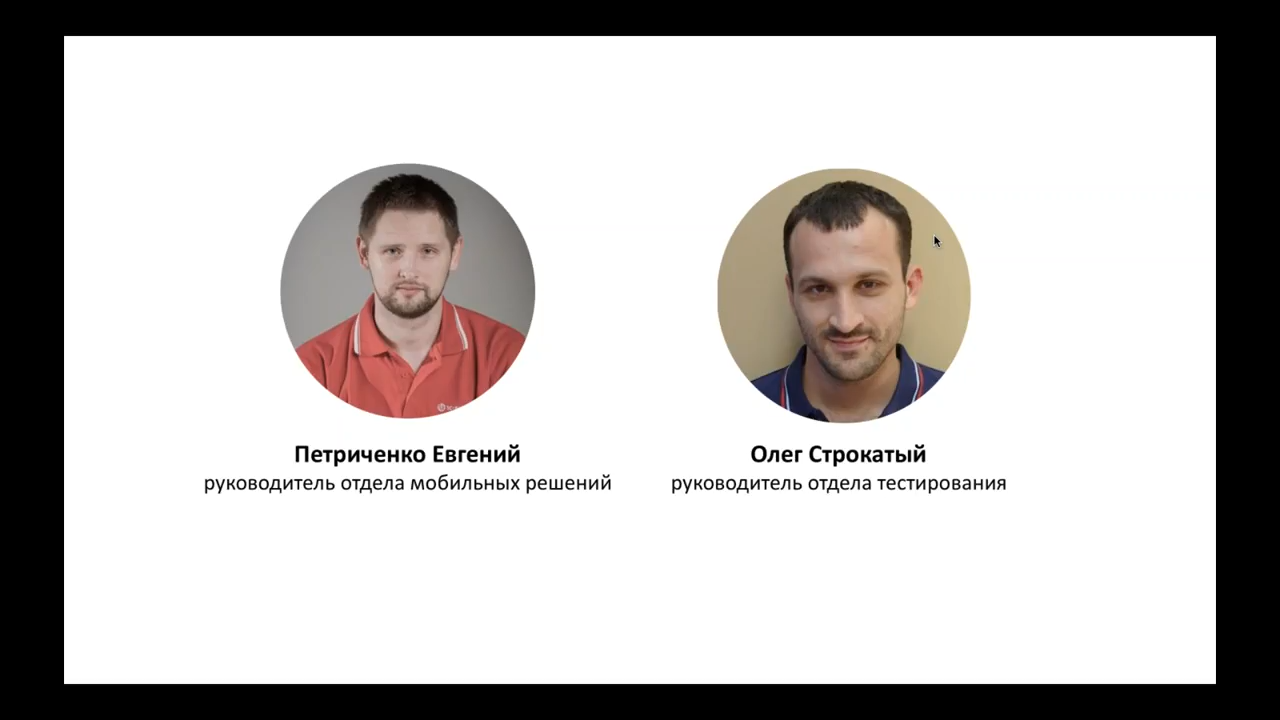 Петриченко Евгений
руководитель отдела мобильных решений
Олег Строкатый
руководитель отдела тестирования